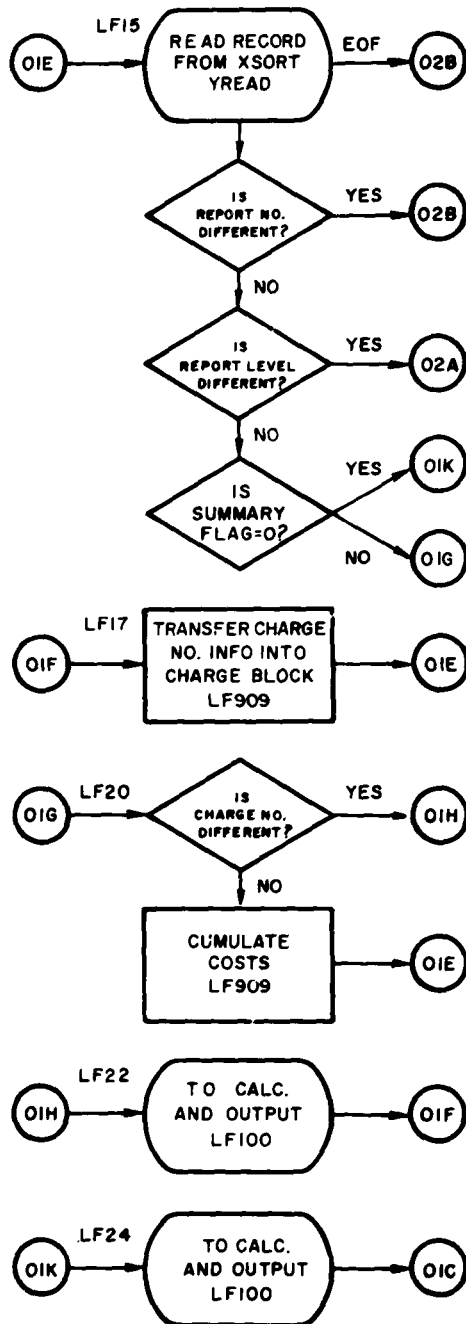 LF15
01E
READ RECORD
FROM XSORT
YREAD
EOF
02B
IS
REPORT NO.
DIFFERENT?
YES
02B
NO
IS
REPORT LEVEL
DIFFERENT?
YES
02A
NO
IS
SUMMARY
FLAG=0?
YES
01K
NO
01G
LF17
01F
TRANSFER CHARGE
NO. INFO INTO
CHARGE BLOCK
LF909
01E
LF20
01G
IS
CHARGE NO.
DIFFERENT?
YES
01H
NO
CUMULATE
COSTS
LF909
01E
LF22
01H
TO CALC.
AND OUTPUT
LF100
01F
LF24
01K
TO CALC.
AND OUTPUT
LF100
01C